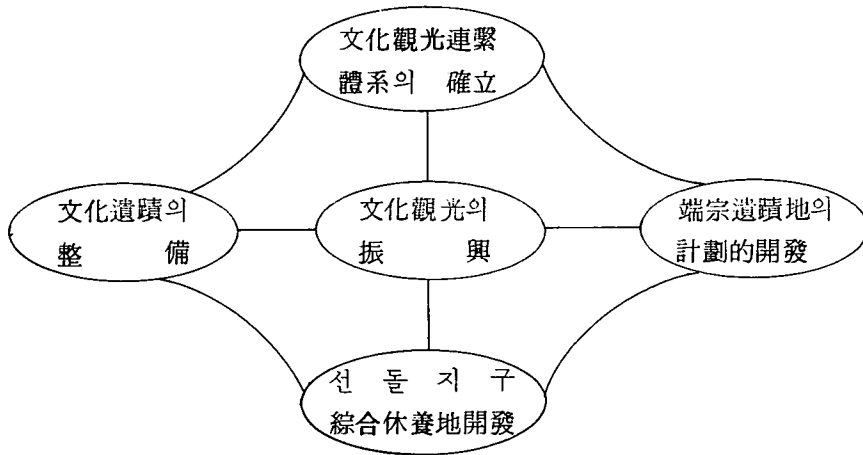 文化觀光連繫
體系의 確立
文化遺蹟의
整 備
文化觀光의
振 興
端宗遺蹟地의
計劃的開發
선 돌 지 구
綜合休養地開發